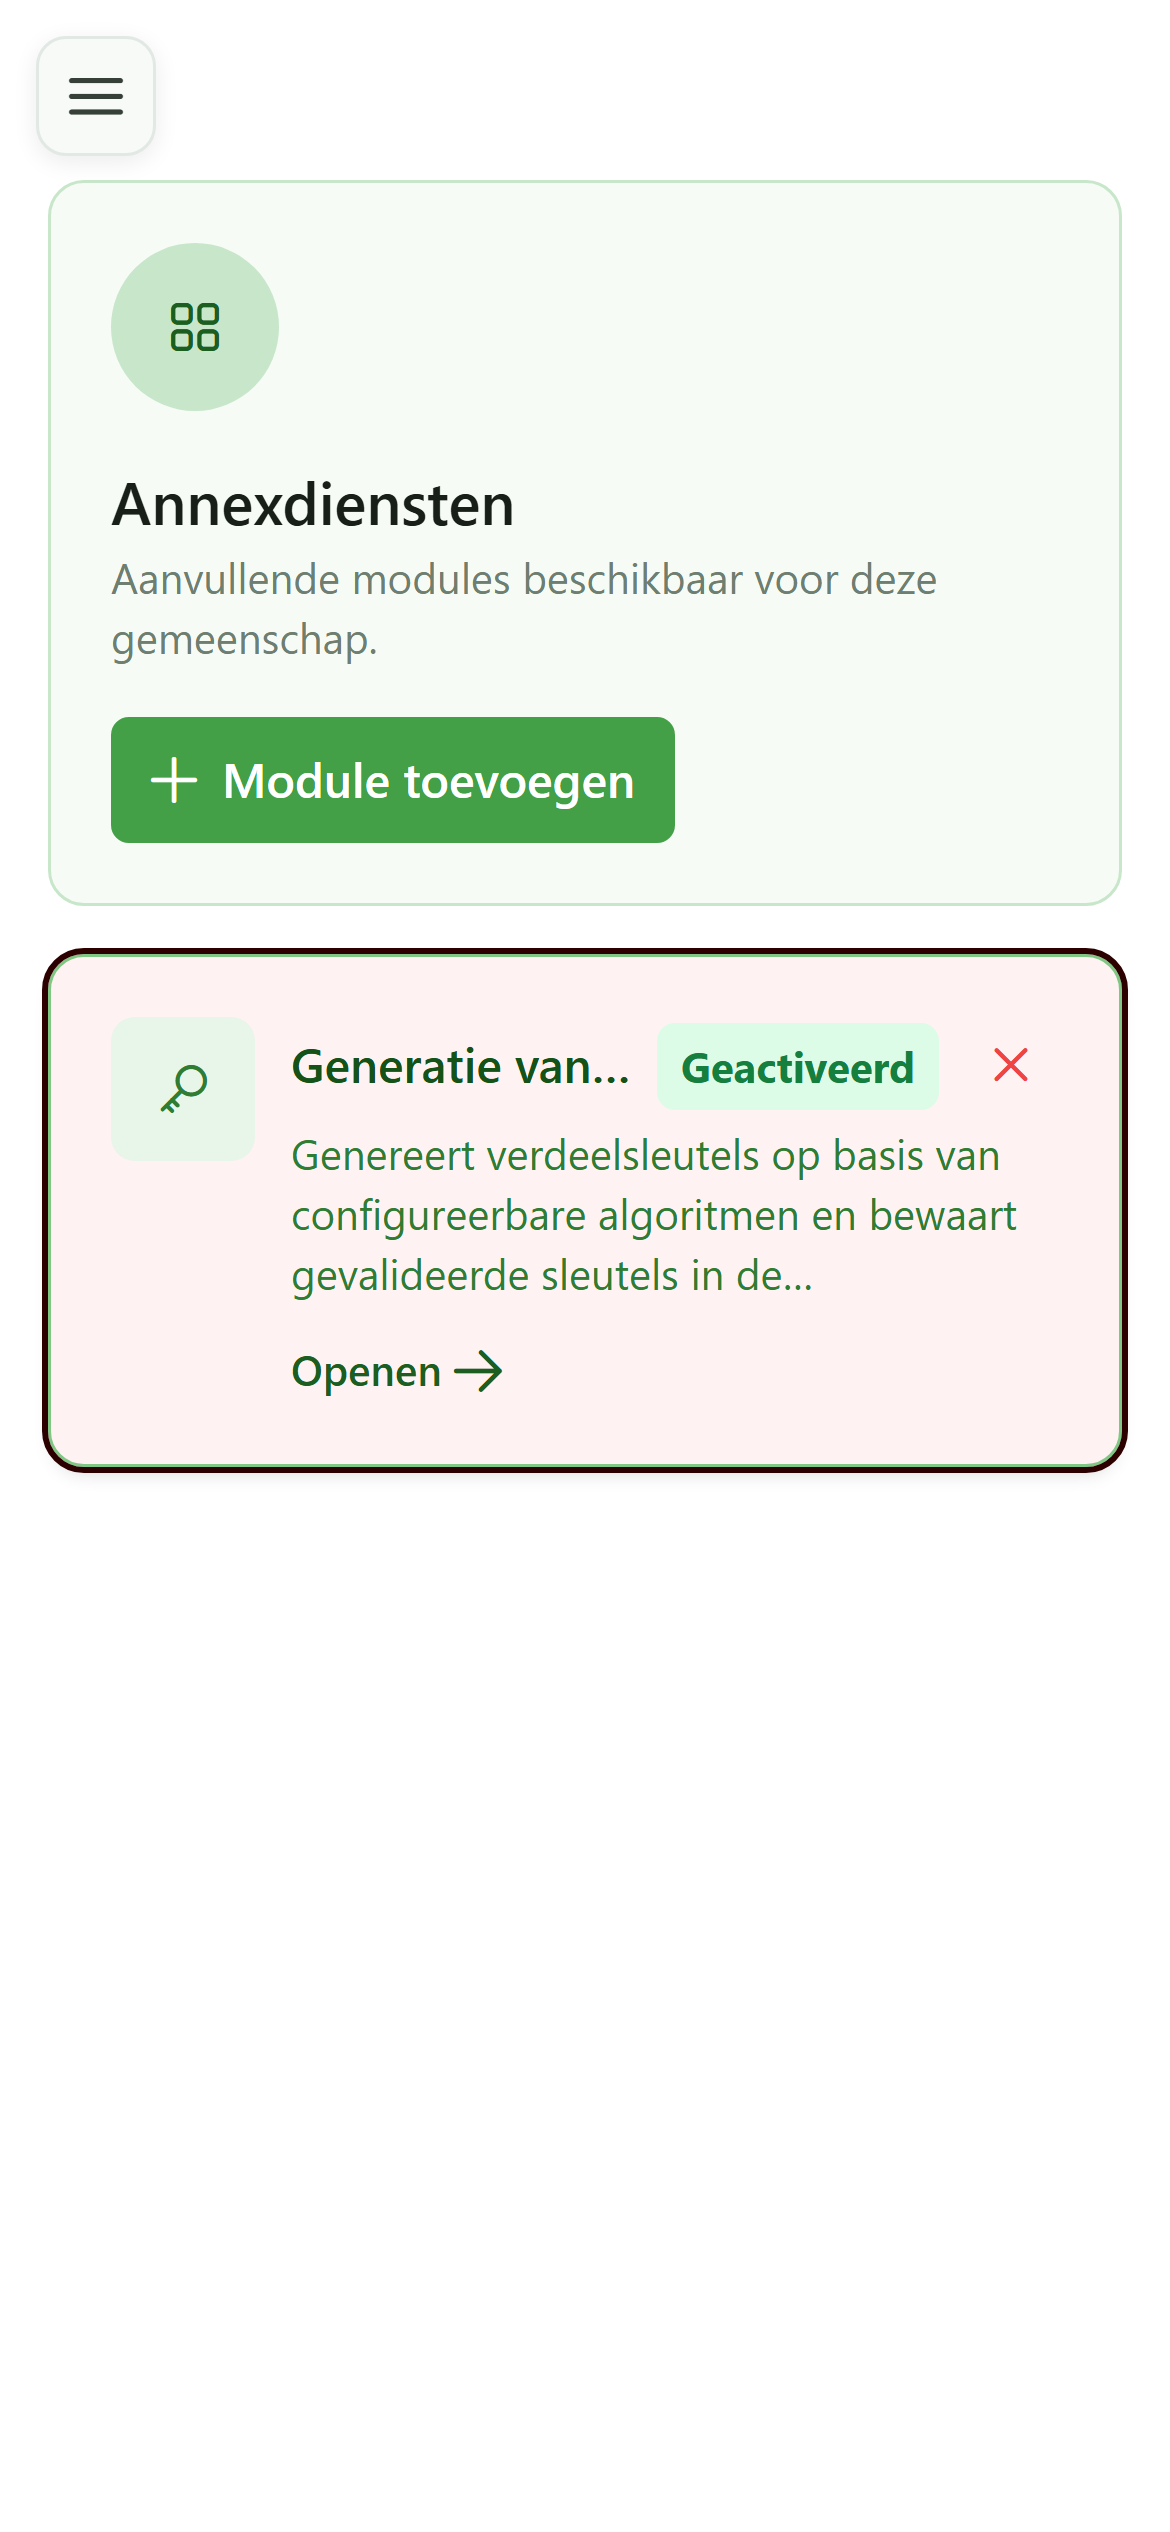 Annexdiensten
Aanvullende modules beschikbaar voor deze
gemeenschap.
Module toevoegen
Generatie van...
Geactiveerd
Genereert verdeelsleutels op basis van
configureerbare algoritmen en bewaart
gevalideerde sleutels in de...
Openen